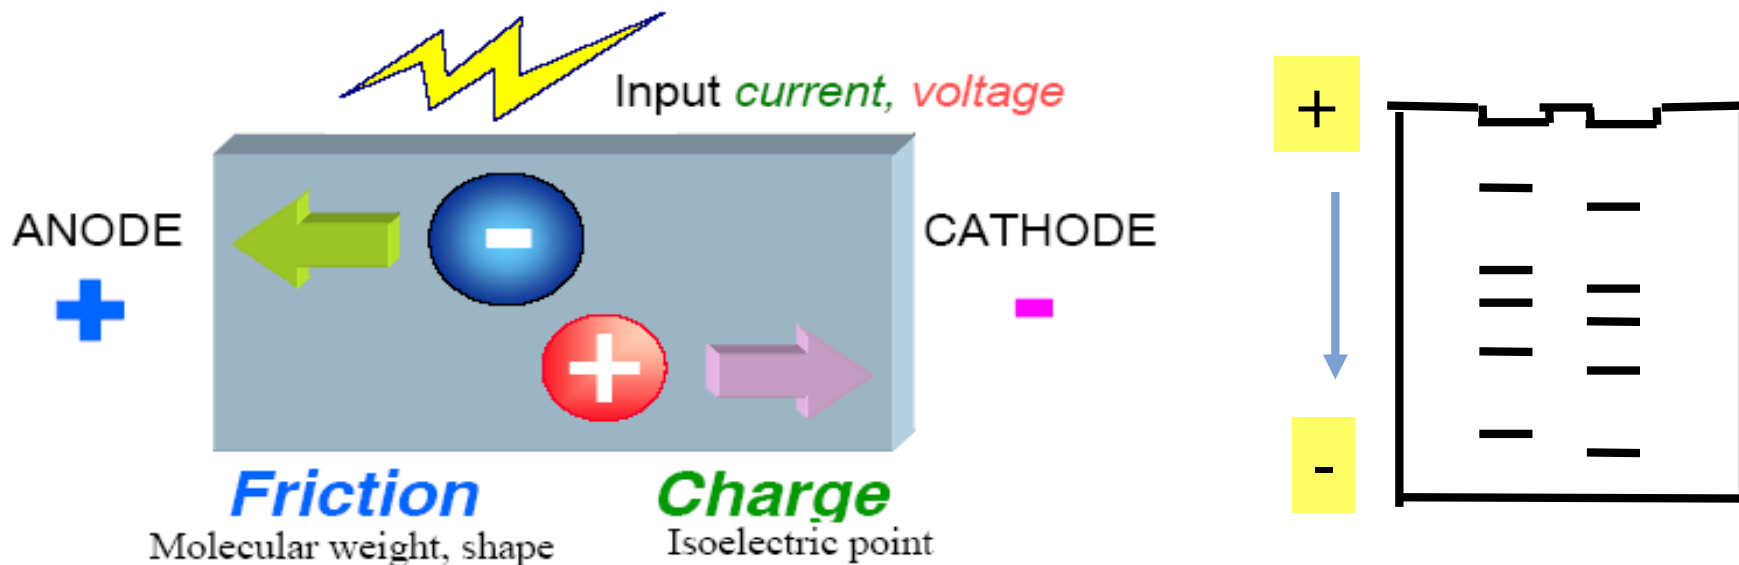 Input current, voltage
ANODE
+
-
+
CATHODE
-
Friction
Molecular weight, shape
Charge
Isoelectric point
+
-